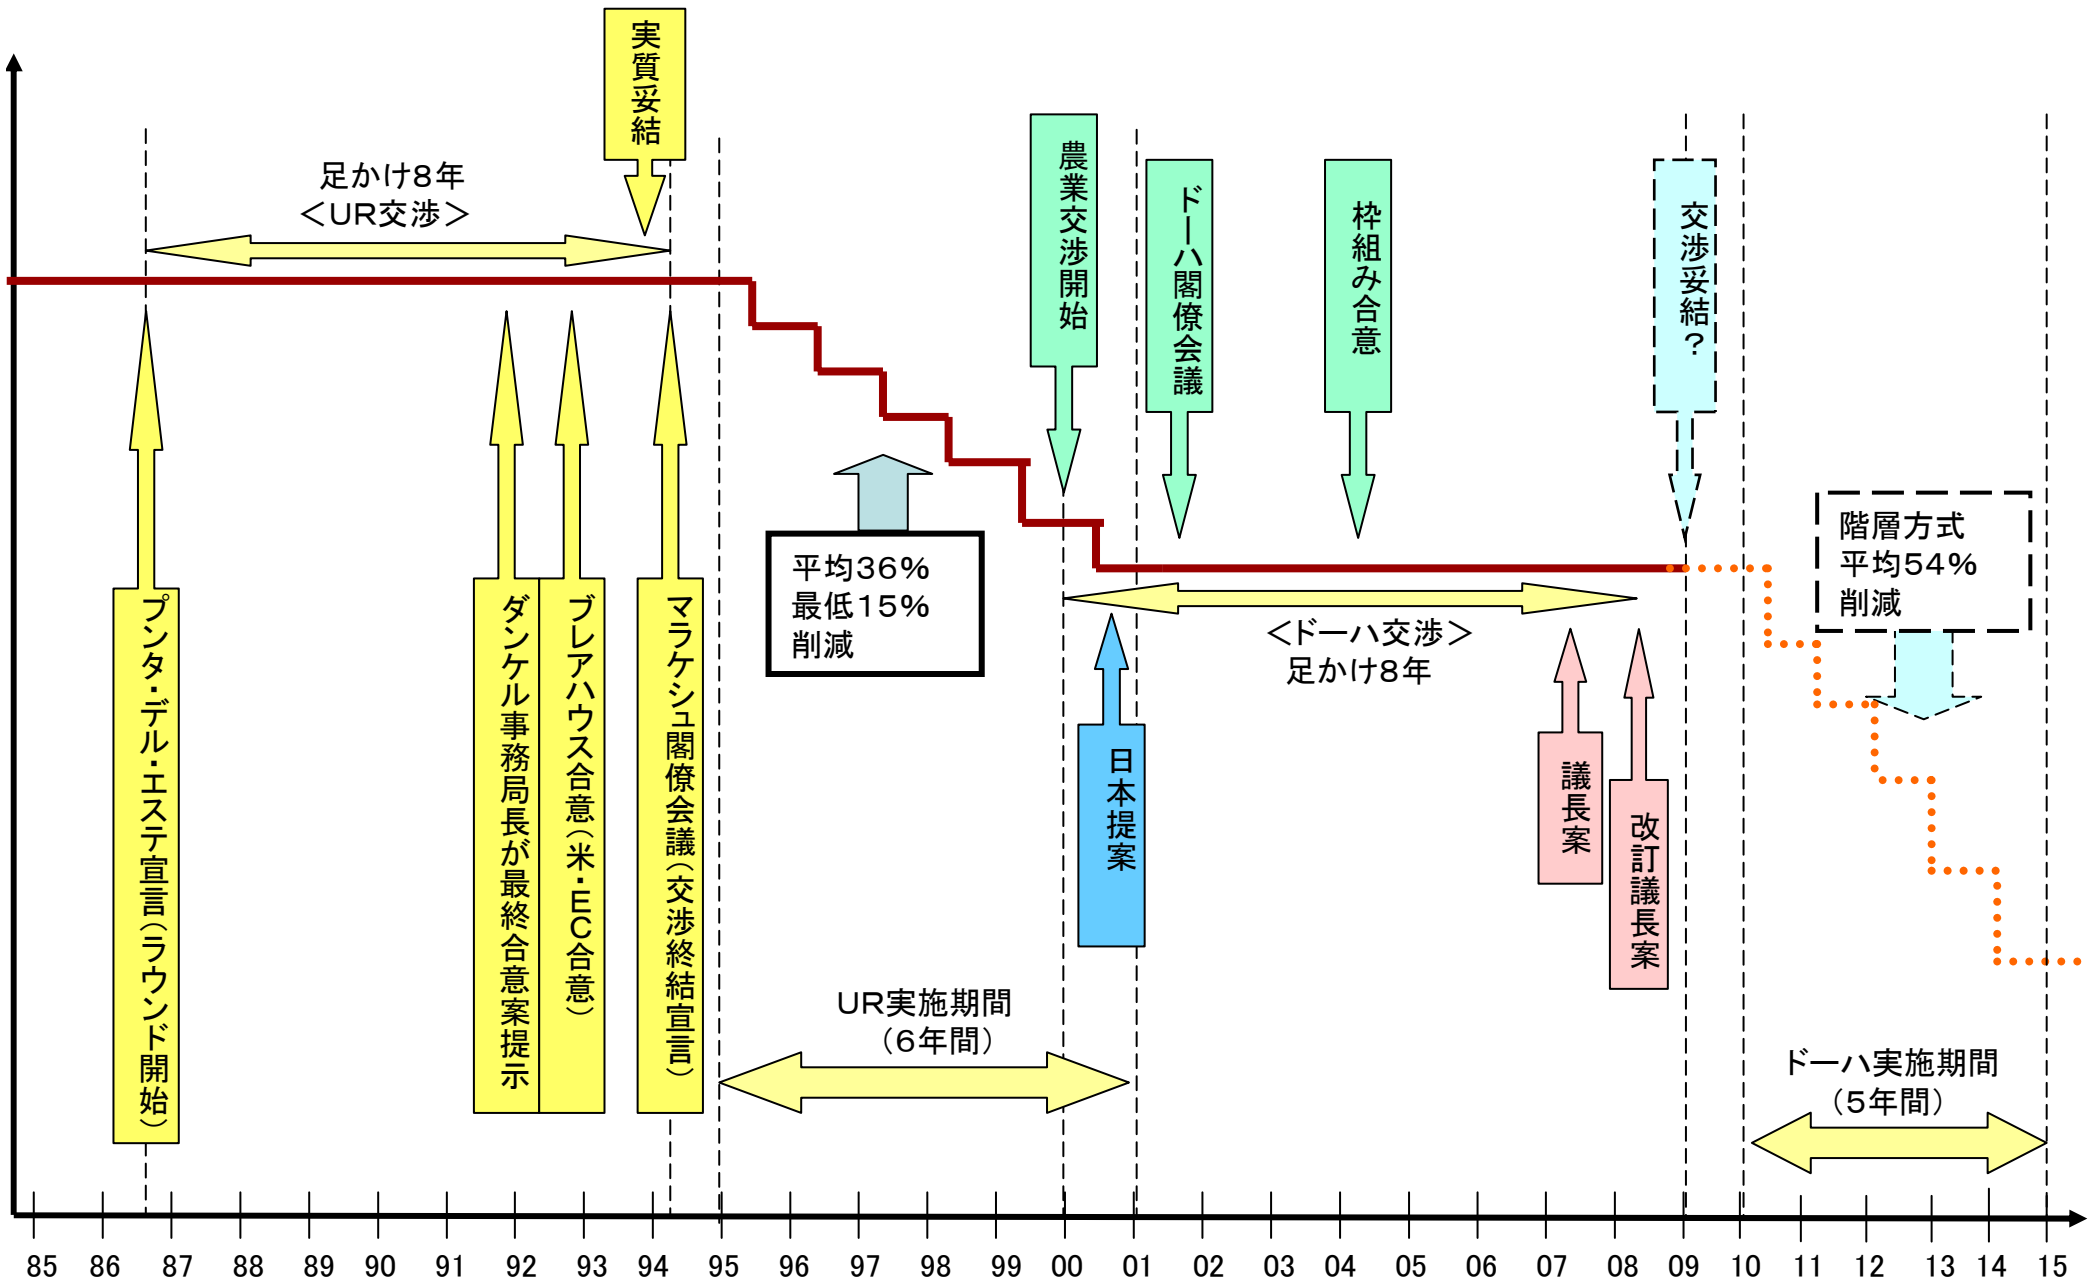 実質妥結
足かけ8年
＜UR交渉＞
農業交渉開始
ドーハ閣僚会議
枠組み合意
交渉妥結？
階層方式
平均54%
削減
平均36%
最低15%
削減
＜ドーハ交渉＞
足かけ8年
プンタ・デル・エステ宣言（ラウンド開始）
ダンケル事務局長が最終合意案提示
ブレアハウス合意（米・EC合意）
マラケシュ閣僚会議（交渉終結宣言）
日本提案
議長案
改訂議長案
UR実施期間
（6年間）
ドーハ実施期間
（5年間）
85 86 87 88 89 90 91 92 93 94 95 96 97 98 99 00 01 02 03 04 05 06 07 08 09 10 11 12 13 14 15